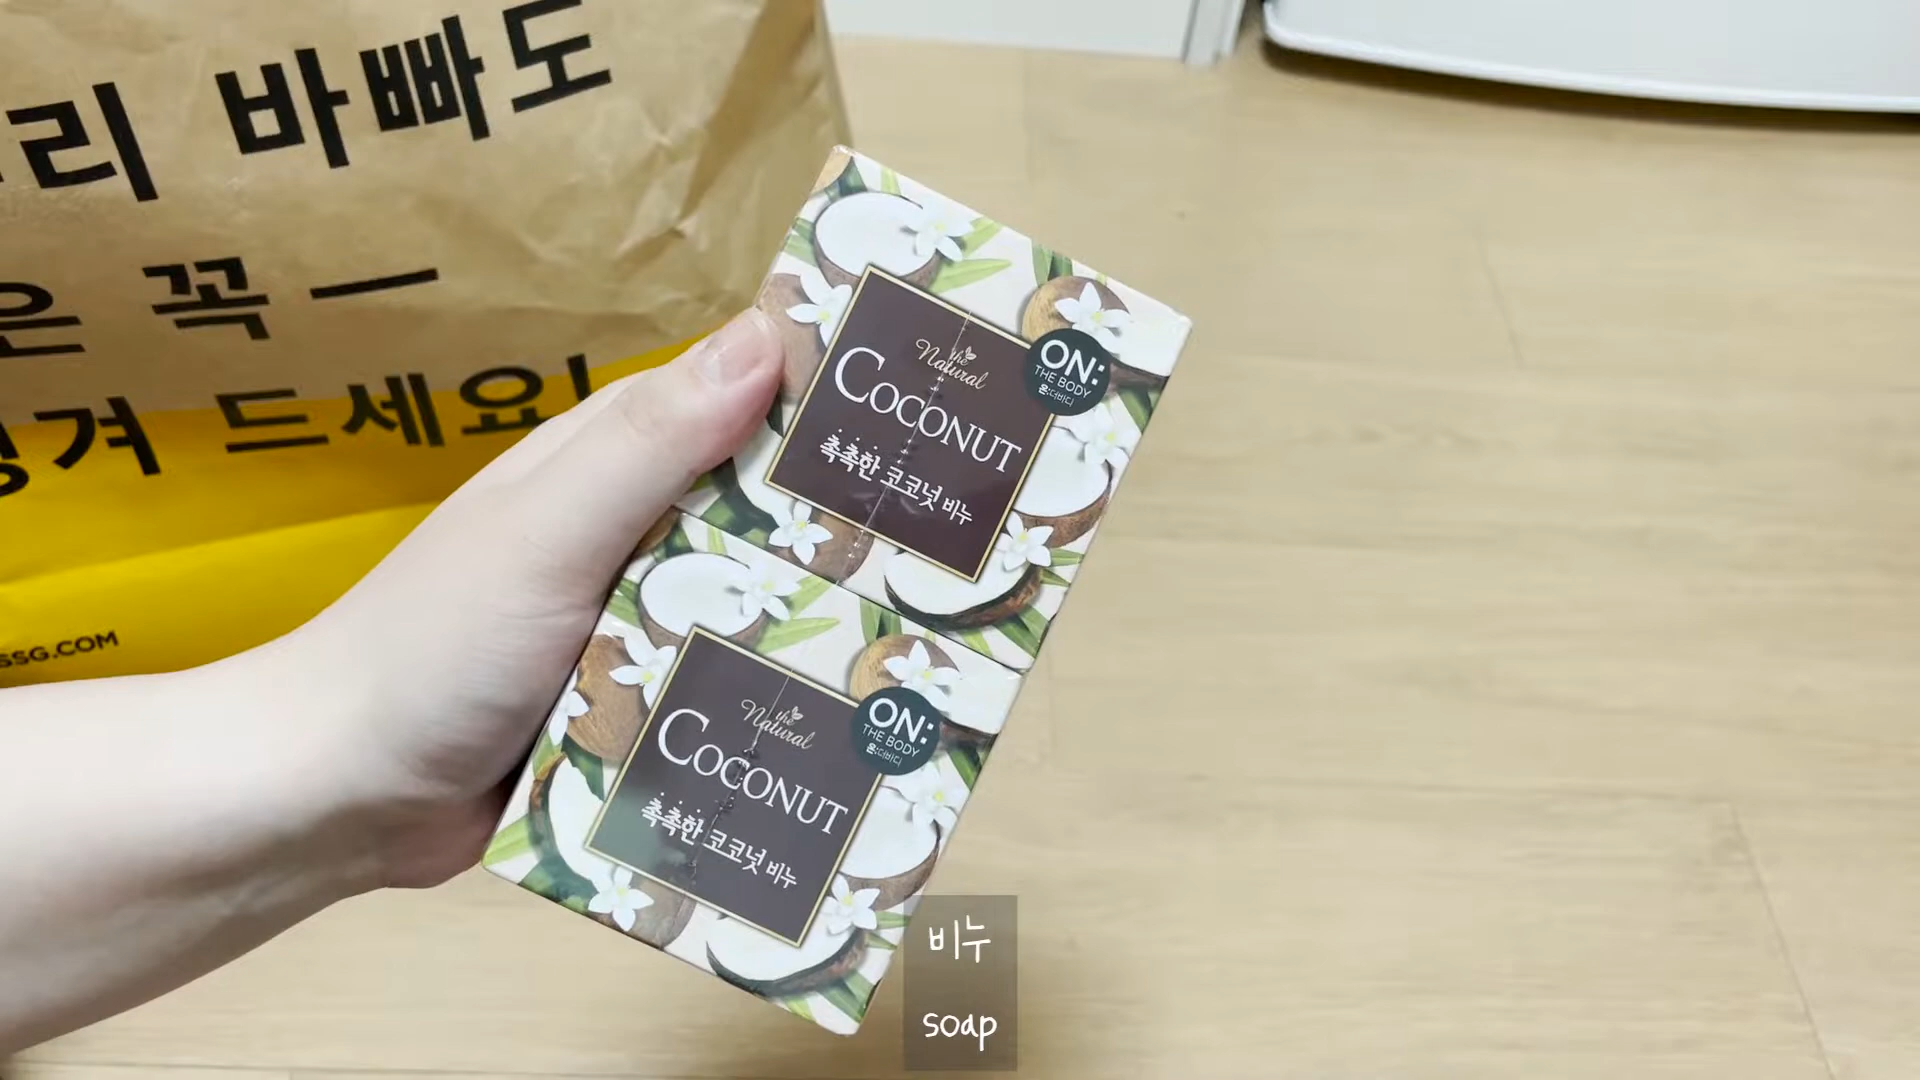 리 바빠도
은 꼭ㅡ
챙겨 드세요!
SSG.COM
the
Natural
COCONUT
촉촉한 코코넛 비누
ON:
THE BODY
온:더바디
the
Natural
COCONUT
촉촉한 코코넛 비누
ON:
THE BODY
온:더바디
비누
soap